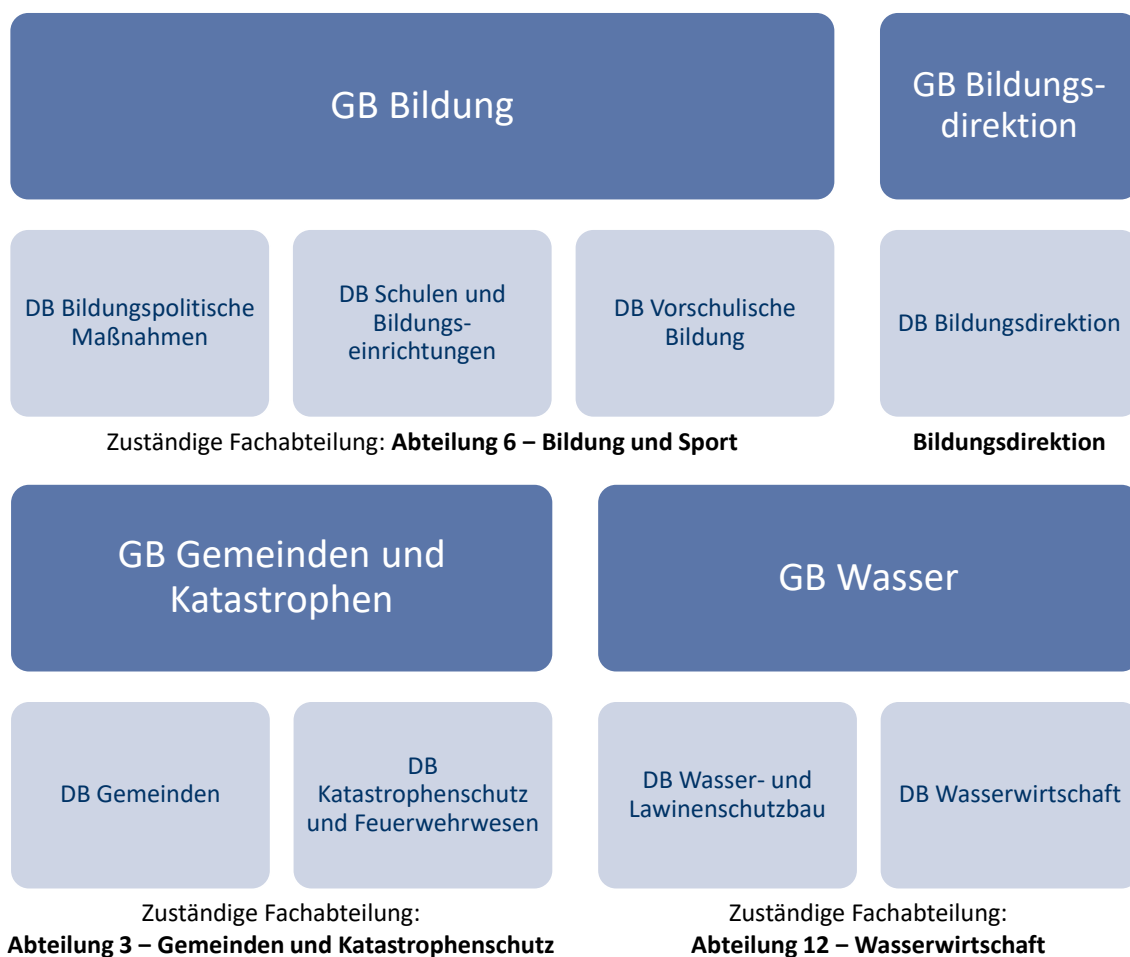 GB Bildung
GB Bildungs-
direktion
DB Bildungspolitische
Maßnahmen
DB Schulen und
Bildungs-
einrichtungen
DB Vorschulische
Bildung
DB Bildungsdirektion
Zuständige Fachabteilung: Abteilung 6 – Bildung und Sport
Bildungsdirektion
GB Gemeinden und
Katastrophen
GB Wasser
DB Gemeinden
DB
Katastrophenschutz
und Feuerwehrwesen
DB Wasser- und
Lawinenschutzbau
DB Wasserwirtschaft
Zuständige Fachabteilung:
Abteilung 3 – Gemeinden und Katastrophenschutz
Zuständige Fachabteilung:
Abteilung 12 – Wasserwirtschaft